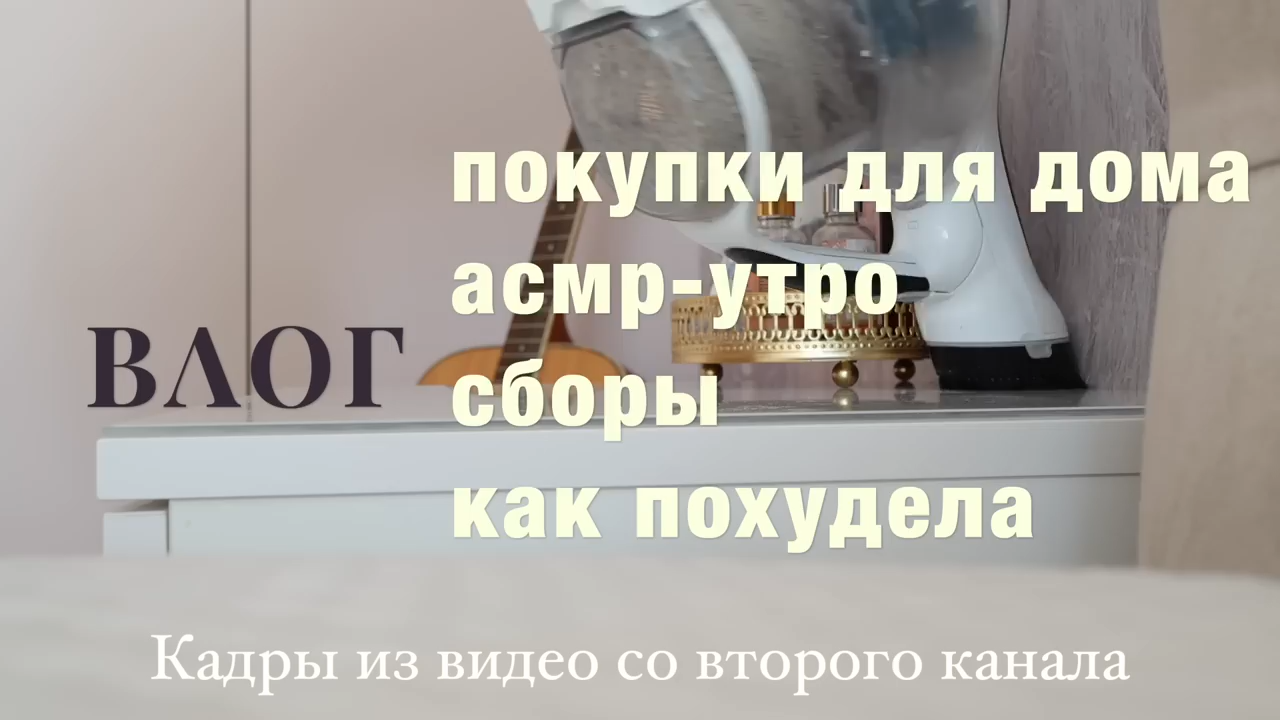 ВЛОГ
покупки для дома
асмр-утро
сборы
как похудела
Кадры из видео со второго канала